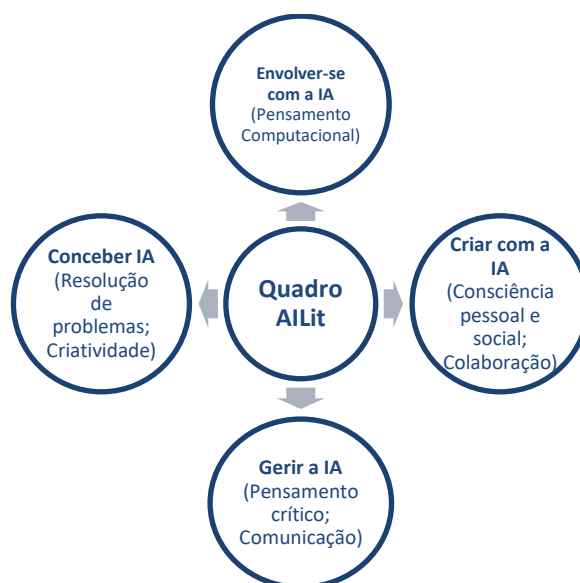 Envolver-se
com a IA
(Pensamento
Computacional)
Conceber IA
(Resolução
de
problemas;
Criatividade)
Quadro
AILit
Criar com a
IA
(Consciência
pessoal e
social;
Colaboração)
Gerir a IA
(Pensamento
crítico;
Comunicação)